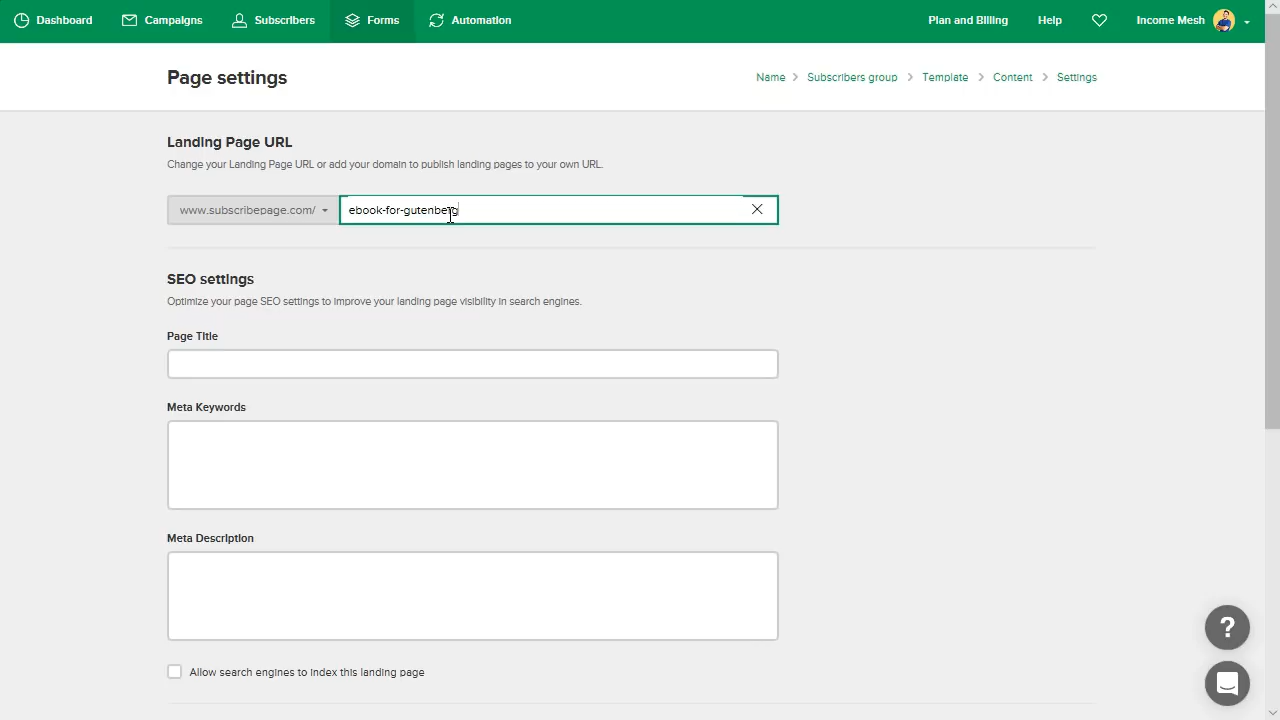 Dashboard Campaigns Subscribers Forms Automation Plan and Billing Help Income Mesh
Page settings
Name > Subscribers group > Template > Content > Settings
Landing Page URL
Change your Landing Page URL or add your domain to publish landing pages to your own URL.
www.subscribepage.com/ ebook-for-gutenberg
SEO settings
Optimize your page SEO settings to improve your landing page visibility in search engines.
Page Title
Meta Keywords
Meta Description
Allow search engines to index this landing page
?